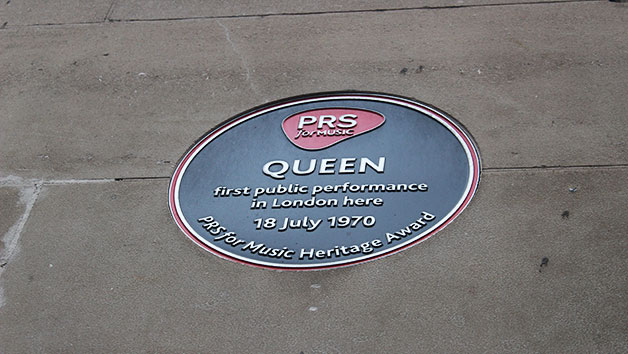 PRS
for MUSIC
QUEEN
first public performance
in London here
18 July 1970
PRS for Music Heritage Award